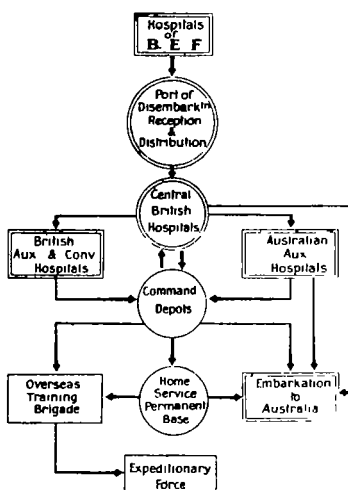 Hospitals
of
B. E F
Port of
Disembarktn
Reception
&
Distribution
Central
British
Hospitals
British
Aux & Conv
Hospitals
Australian
Aux
Hospitals
Command
Depots
Overseas
Training
Brigade
Home
Service
Permanent
Base
Embarkation
to
Australia
Expeditionary
Force